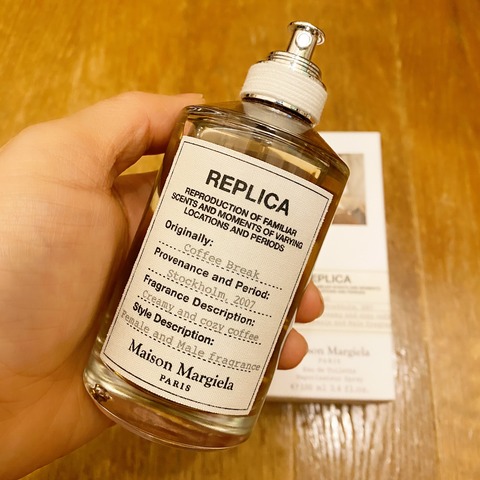 REPLICA
REPRODUCTION OF FAMILIAR
SCENTS AND MOMENTS OF VARYING
LOCATIONS AND PERIODS
Originally:
Coffee Break
Provenance and Period:
Stockholm, 2007
Fragrance Description:
Creamy and cozy coffee
Style Description:
Female and Male fragrance
Maison Margiela
PARIS
REPLICA
Margiela
PARIS